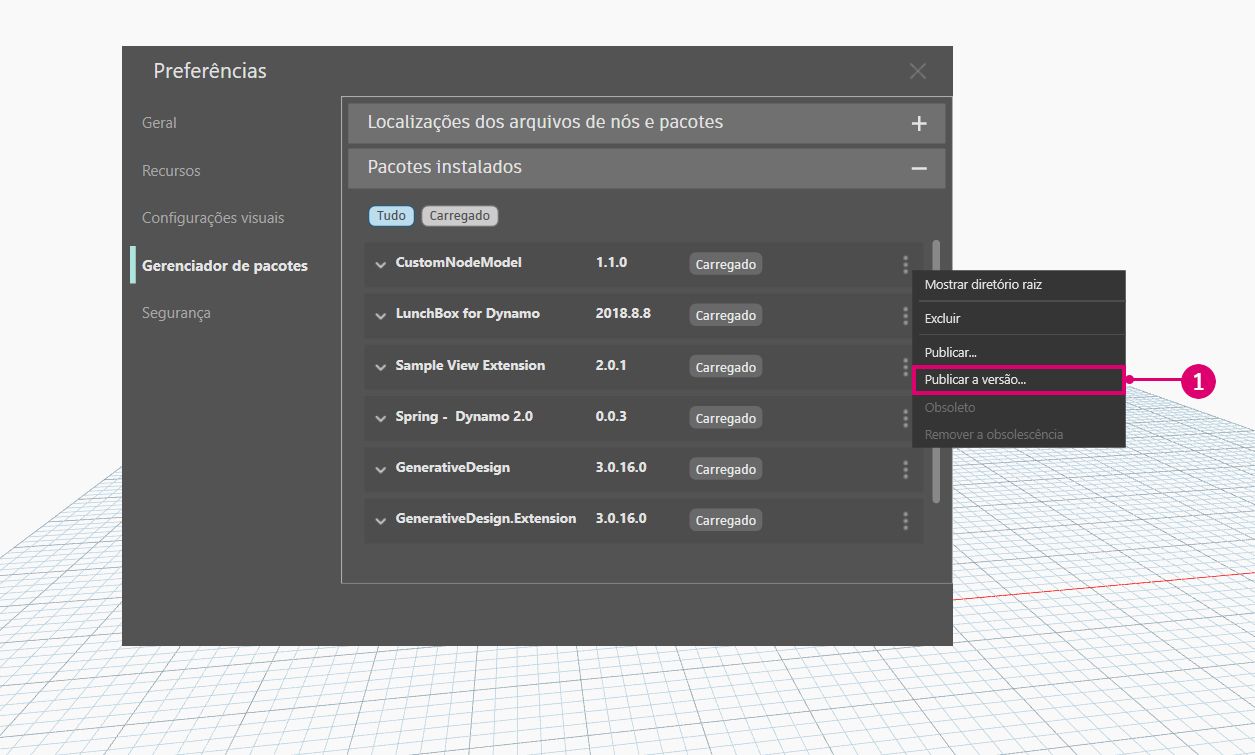 Preferências
Geral
Recursos
Configurações visuais
Gerenciador de pacotes
Segurança
Localizações dos arquivos de nós e pacotes
Pacotes instalados
Tudo Carregado
CustomNodeModel 1.1.0 Carregado
LunchBox for Dynamo 2018.8.8 Carregado
Sample View Extension 2.0.1 Carregado
Spring - Dynamo 2.0 0.0.3 Carregado
GenerativeDesign 3.0.16.0 Carregado
GenerativeDesign.Extension 3.0.16.0 Carregado
Mostrar diretório raiz
Excluir
Publicar...
Publicar a versão...
Obsoleto
Remover a obsolescência
1